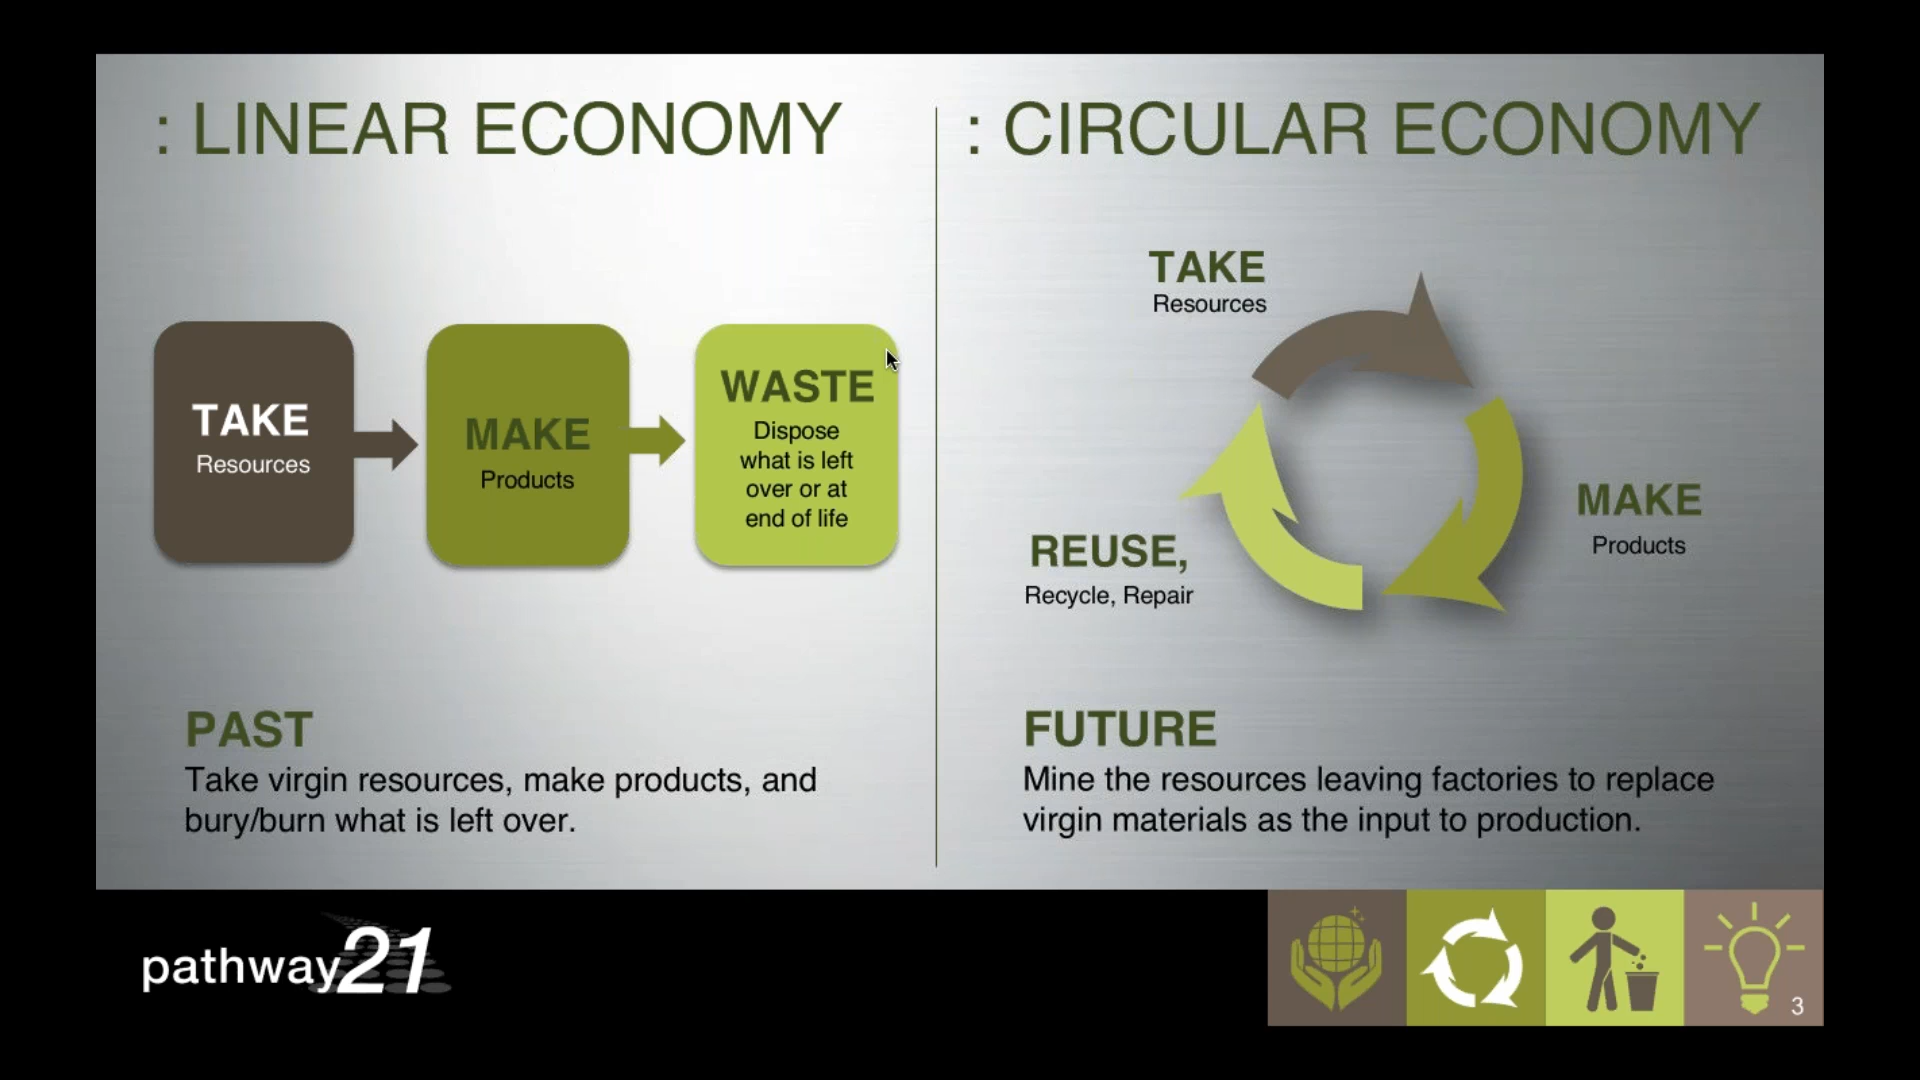 : LINEAR ECONOMY
TAKE
Resources
MAKE
Products
WASTE
Dispose
what is left
over or at
end of life
PAST
Take virgin resources, make products, and
bury/burn what is left over.
: CIRCULAR ECONOMY
TAKE
Resources
MAKE
Products
REUSE,
Recycle, Repair
FUTURE
Mine the resources leaving factories to replace
virgin materials as the input to production.
pathway21
3